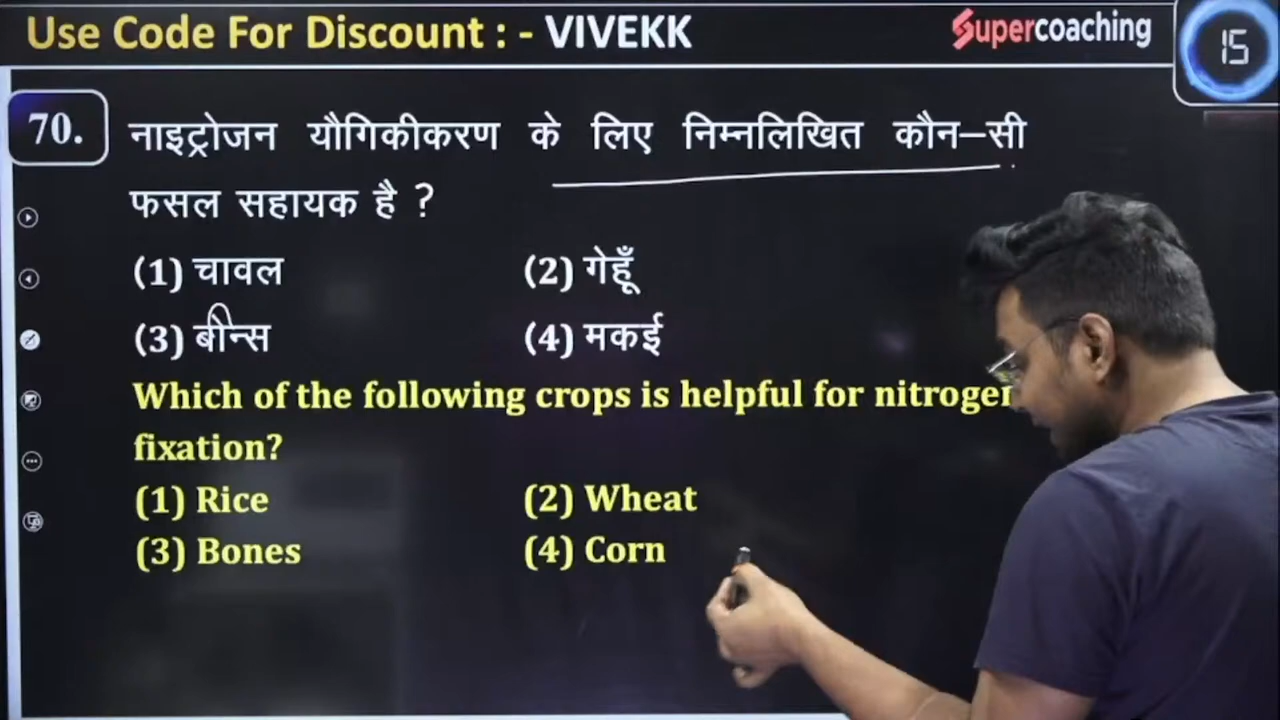 Use Code For Discount : - VIVEKK
Supercoaching
15
70. नाइट्रोजन यौगिकीकरण के लिए निम्नलिखित कौन–सी
फसल सहायक है ?
(1) चावल (2) गेहूँ
(3) बीन्स (4) मकई
Which of the following crops is helpful for nitrogen
fixation?
(1) Rice (2) Wheat
(3) Bones (4) Corn